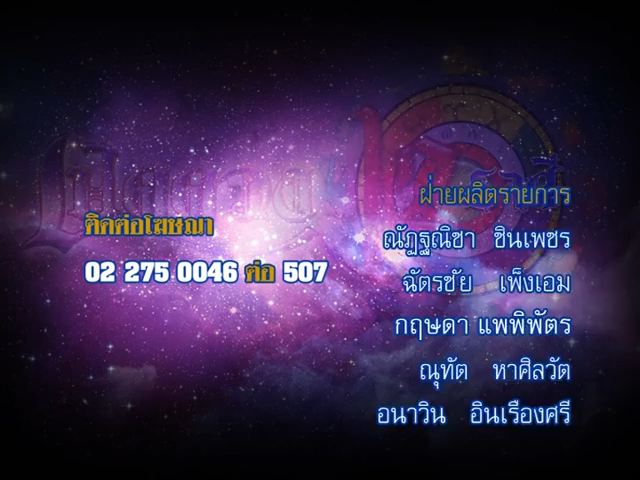 ติดต่อโฆษณา
02 275 0046 ต่อ 507
ฝ่ายผลิตรายการ
ณัฏฐณิชา ชินเพชร
ฉัตรชัย เพ็งเอม
กฤษดา แพพิพัตร
ณุทัด หาศิลวัต
อนาวิน อินเรืองศรี